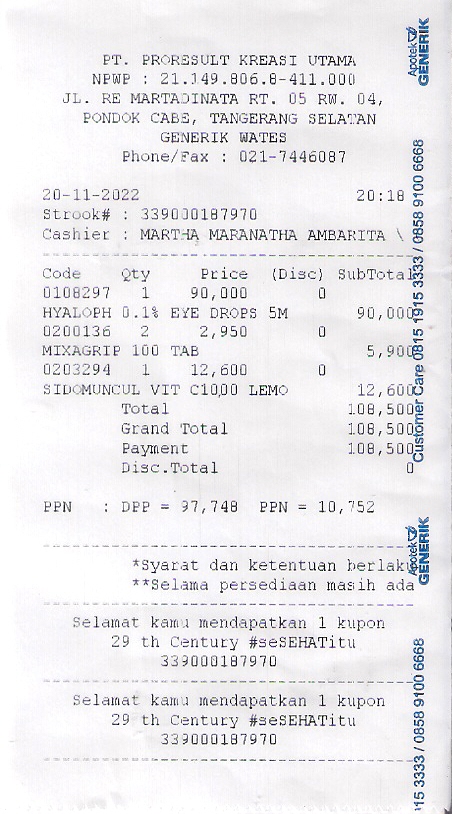 PT. PRORESULT KREASI UTAMA
NPWP : 21.149.806.8-411.000
JL. RE MARTADINATA RT. 05 RW. 04,
PONDOK CABE, TANGERANG SELATAN
GENERIK WATES
Phone/Fax : 021-7446087
20-11-2022 20:18
Strook# : 339000187970
Cashier : MARTHA MARANATHA AMBARITA \
Code Qty Price (Disc) SubTotal
0108297 1 90,000 0
HYALOPH 0.1% EYE DROPS 5M 90,000
0200136 2 2,950 0
MIXAGRIP 100 TAB 5,900
0203294 1 12,600 0
SIDOMUNCUL VIT C1000 LEMO 12,600
Total 108,500
Grand Total 108,500
Payment 108,500
Disc.Total 0
PPN : DPP = 97,748 PPN = 10,752
*Syarat dan ketentuan berlaku
**Selama persediaan masih ada
Selamat kamu mendapatkan 1 kupon
29 th Century #seSEHATitu
339000187970
Selamat kamu mendapatkan 1 kupon
29 th Century #seSEHATitu
339000187970
Apotek GENERIK
Customer Care 0815 1915 3333 / 0858 9100 6668
Apotek GENERIK
915 3333 / 0858 9100 6668